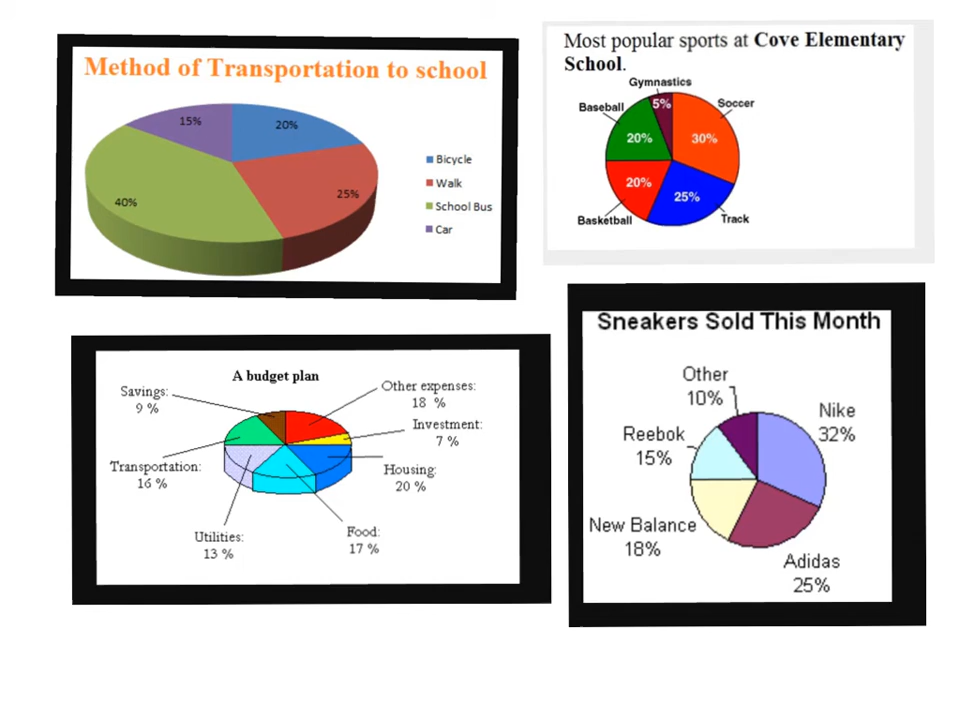 Method of Transportation to school
15%
20%
40%
25%
Bicycle
Walk
School Bus
Car
Most popular sports at Cove Elementary
School.
Gymnastics
Baseball
Soccer
5%
20%
30%
20%
25%
Basketball
Track
A budget plan
Savings:
9 %
Other expenses:
18 %
Investment:
7 %
Transportation:
16 %
Housing:
20 %
Utilities:
13 %
Food:
17 %
Sneakers Sold This Month
Other
10%
Nike
32%
Reebok
15%
New Balance
18%
Adidas
25%